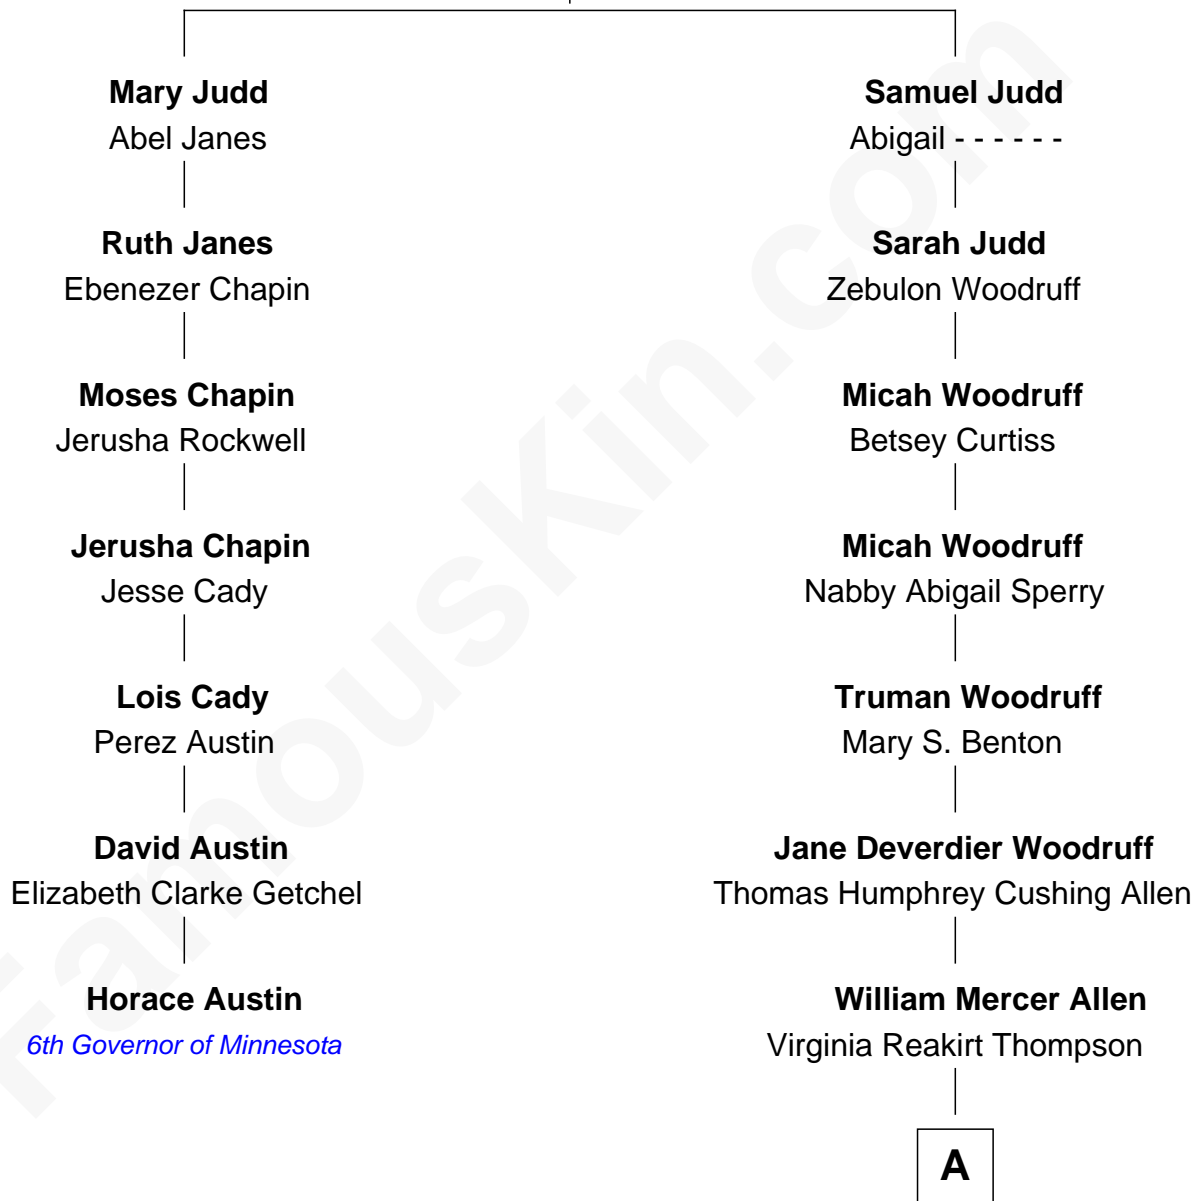 Mary Judd
Abel Janes
Ruth Janes
Ebenezer Chapin
Moses Chapin
Jerusha Rockwell
Jerusha Chapin
Jesse Cady
Lois Cady
Perez Austin
David Austin
Elizabeth Clarke Getchel
Horace Austin
6th Governor of Minnesota
Samuel Judd
Abigail - - - - - -
Sarah Judd
Zebulon Woodruff
Micah Woodruff
Betsey Curtiss
Micah Woodruff
Nabby Abigail Sperry
Truman Woodruff
Mary S. Benton
Jane Deverdier Woodruff
Thomas Humphrey Cushing Allen
William Mercer Allen
Virginia Reakirt Thompson
A
FamousKin.com